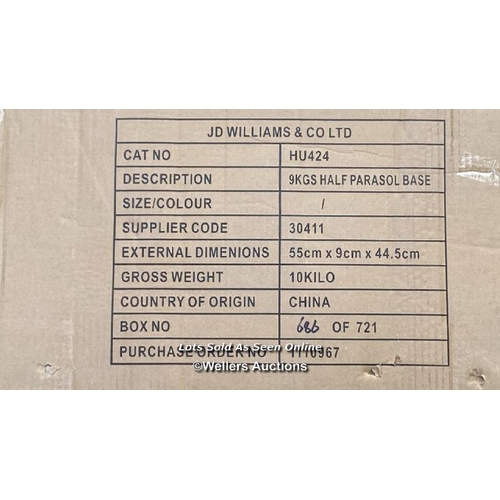 JD WILLIAMS & CO LTD
CAT NO HU424
DESCRIPTION 9KGS HALF PARASOL BASE
SIZE/COLOUR /
SUPPLIER CODE 30411
EXTERNAL DIMENIONS 55cm x 9cm x 44.5cm
GROSS WEIGHT 10KILO
COUNTRY OF ORIGIN CHINA
BOX NO 686 OF 721
Lots Sold As Seen Online
PURCHASE ORDER NO 1110967
©Wellers Auctions